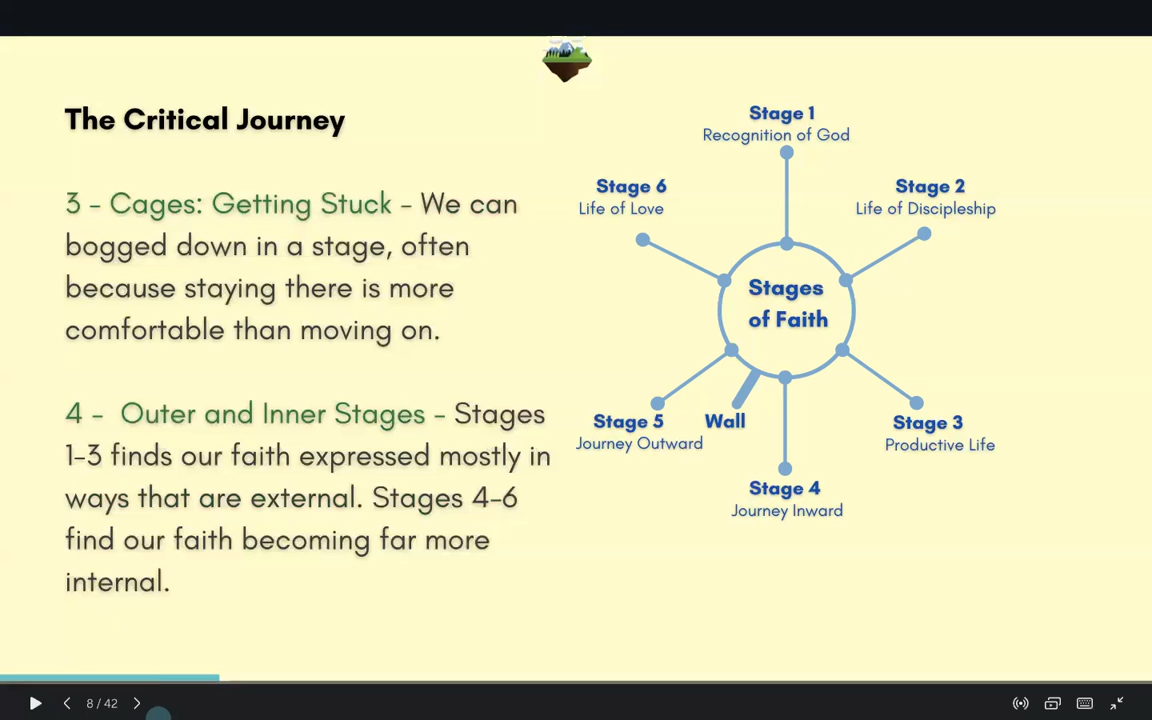 The Critical Journey
3 - Cages: Getting Stuck - We can
bogged down in a stage, often
because staying there is more
comfortable than moving on.
4 - Outer and Inner Stages - Stages
1-3 finds our faith expressed mostly in
ways that are external. Stages 4-6
find our faith becoming far more
internal.
Stage 1
Recognition of God
Stage 6
Life of Love
Stage 2
Life of Discipleship
Stages
of Faith
Stage 5
Journey Outward
Wall
Stage 3
Productive Life
Stage 4
Journey Inward
8 / 42